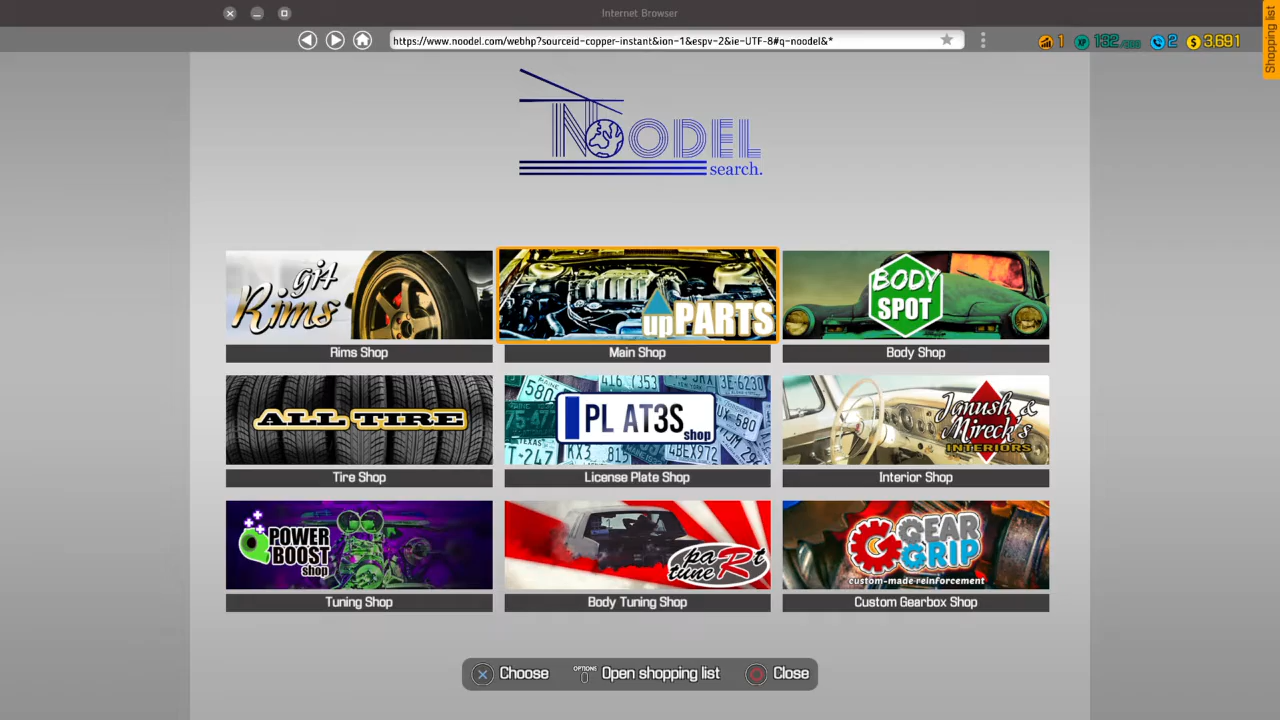 Internet Browser
https://www.noodel.com/webhp?sourceid-copper-instant&ion-1&espv-2&ie-UTF-8#q-noodel&*
1
2
3,691
Shopping list
NOODEL
search.
git Rims
upPARTS
BODY SPOT
Rims Shop
Main Shop
Body Shop
ALL TIRE
PL AT3S
shop
Janush & Mireck's
INTERIORS
Tire Shop
License Plate Shop
Interior Shop
POWER BOOST
shop
paRt tune
GEAR GRIP
custom-made reinforcement
Tuning Shop
Body Tuning Shop
Custom Gearbox Shop
Choose
OPTIONS
Open shopping list
Close